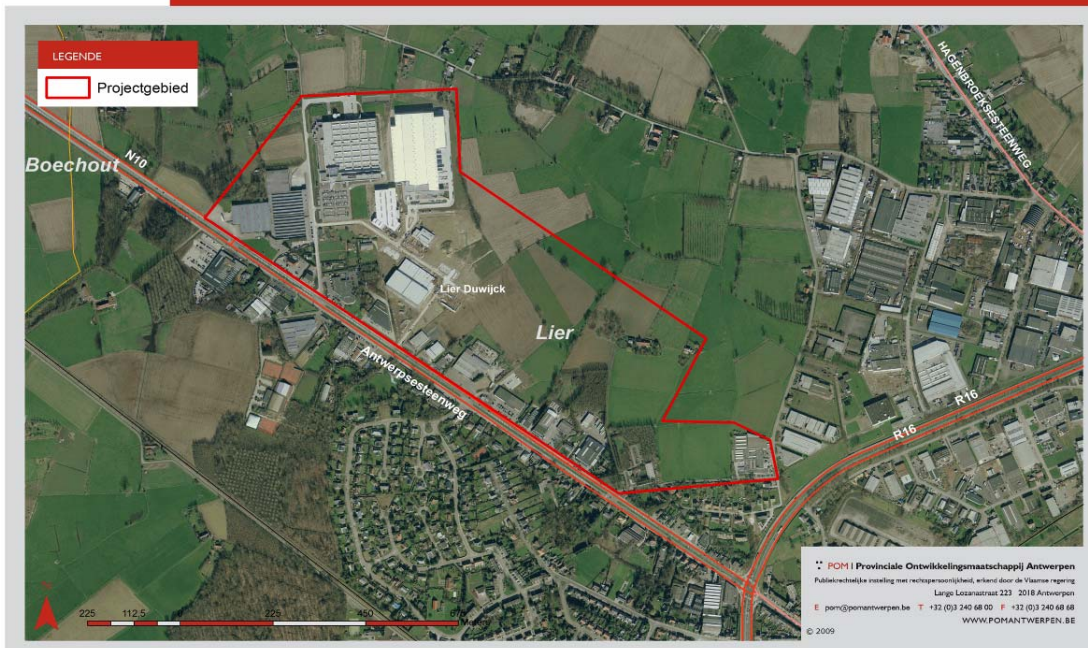 LEGENDE
Projectgebied
HAGENBROEKSESTEENWEG
N10
Boechout
Lier Duwijck
Lier
Antwerpsesteenweg
R16
R16
POM I Provinciale Ontwikkelingsmaatschappij Antwerpen
Publiekrechtelijke instelling met rechtspersoonlijkheid, erkend door de Vlaamse regering
Lange Lozanastraat 223 2018 Antwerpen
E pom@pomantwerpen.be T +32 (0)3 240 68 00 F +32 (0)3 240 68 68
WWW.POMANTWERPEN.BE
© 2009
225 112,5 225 450 675